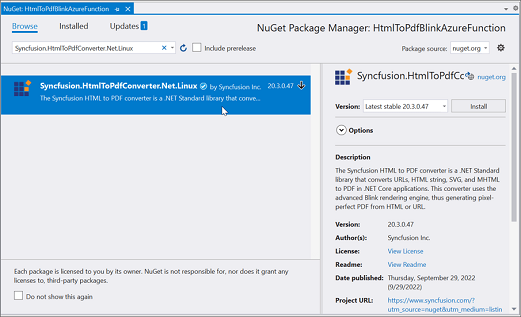 NuGet: HtmlToPdf...AzureFunction
Browse
Installed
Updates 1
NuGet Package Manager: HtmlToPdfBlinkAzureFunction
Syncfusion.HtmlToPdfConverter.Net.Linux
Include prerelease
Package source: nuget.org
Syncfusion.HtmlToPdfConverter.Net.Linux by Syncfusion Inc. 20.3.0.47
The Syncfusion HTML to PDF converter is a .NET Standard library that conve...
Each package is licensed to you by its owner. NuGet is not responsible for, nor does it grant any
licenses to, third-party packages.
Do not show this again
Syncfusion.HtmlToPdfCc nuget.org
Version: Latest stable 20.3.0.47 Install
Options
Description
The Syncfusion HTML to PDF converter is a .NET Standard
library that converts URLs, HTML string, SVG, and MHTML
to PDF in .NET Core applications. This converter uses the
advanced Blink rendering engine, thus generating pixel-
perfect PDF from HTML or URL.
Version: 20.3.0.47
Author(s): Syncfusion Inc.
License: View License
Readme: View Readme
Date published: Thursday, September 29, 2022
(9/29/2022)
Project URL: https://www.syncfusion.com/?
utm_source=nuget&utm_medium=listin